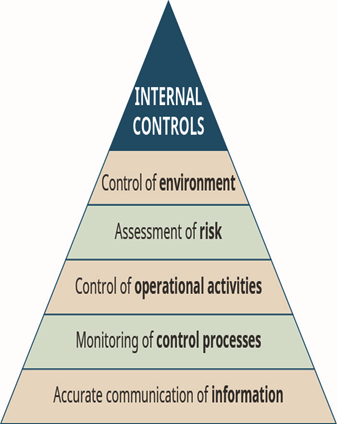 INTERNAL
CONTROLS
Control of environment
Assessment of risk
Control of operational activities
Monitoring of control processes
Accurate communication of information